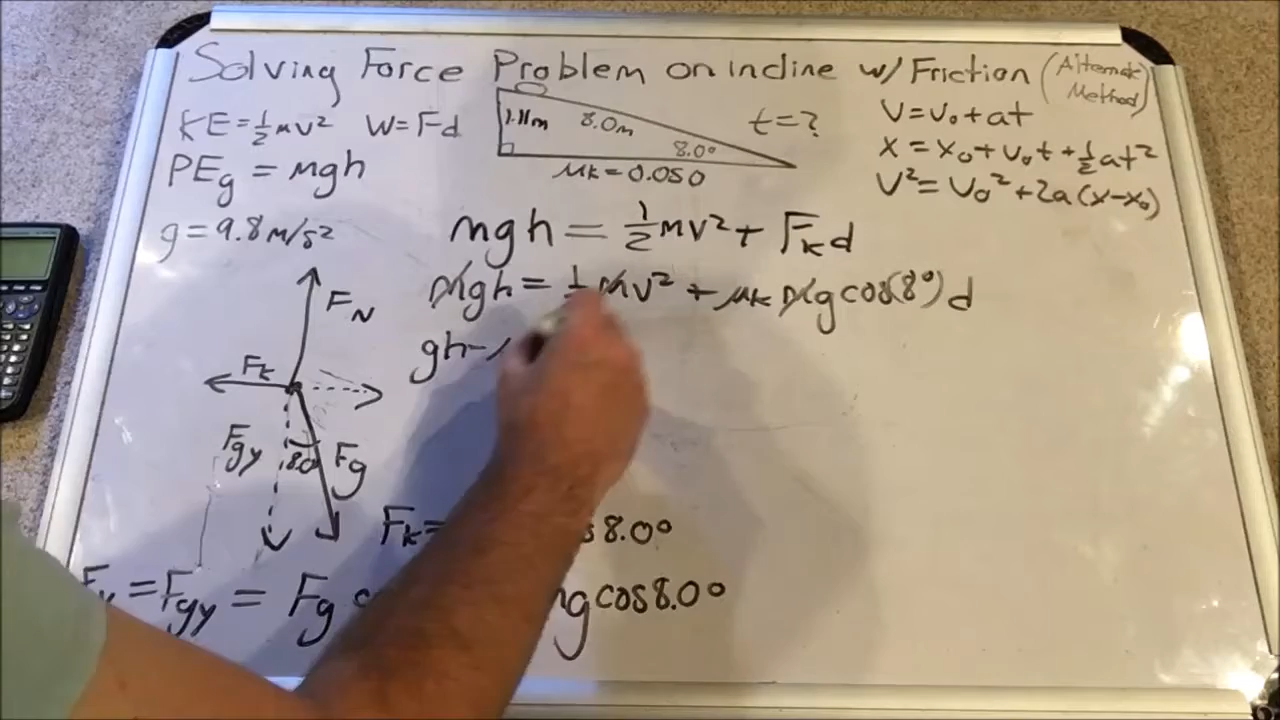 Solving Force Problem on incline w/ Friction (Alternate Method)
KE = ½mv² W = Fd
PEg = mgh
g = 9.8 m/s²
1.11m 8.0m 8.0°
μk = 0.050
t = ?
v = v₀ + at
x = x₀ + v₀t + ½at²
v² = v₀² + 2a(x-x₀)
mgh = ½mv² + Fkd
mgh = ½mv² + μk mg cos(8°) d
gh -
FN
Fk
Fgy 8.0 Fg
Fk = 8.0°
= Fgy = Fg cos8.0°